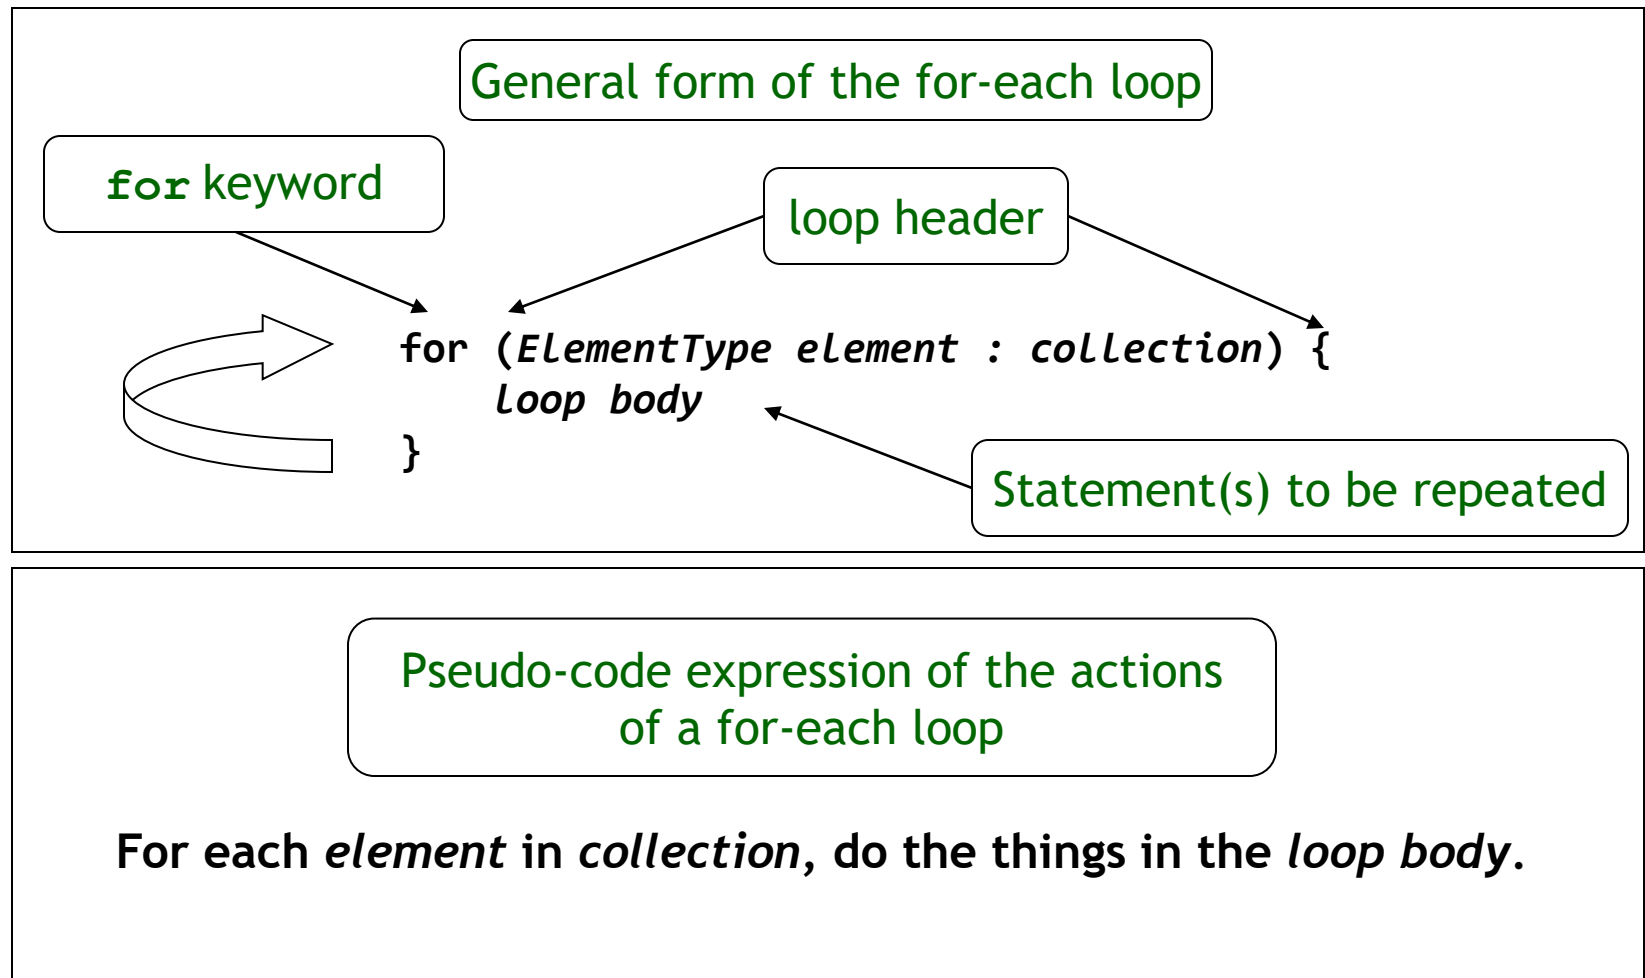 General form of the for-each loop
for keyword
loop header
for (ElementType element : collection) {
loop body
}
Statement(s) to be repeated
Pseudo-code expression of the actions
of a for-each loop
For each element in collection, do the things in the loop body.